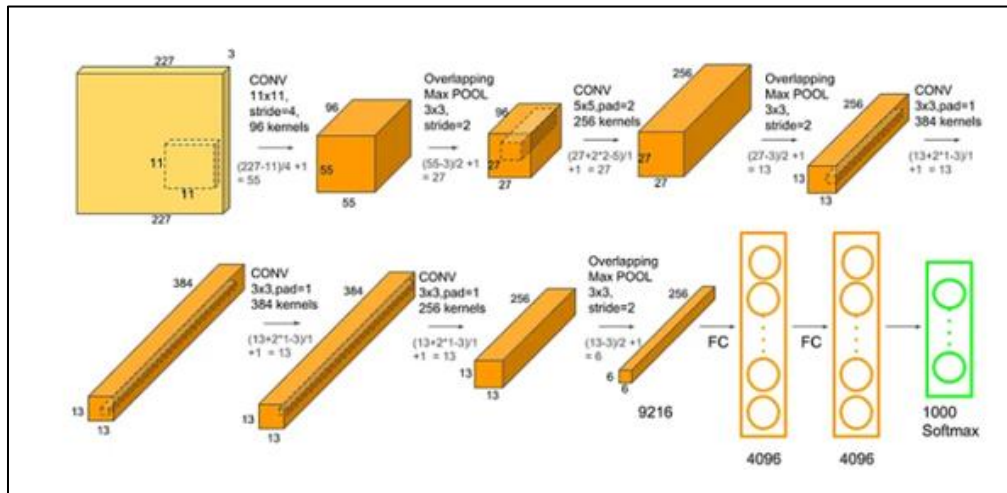 227
3
CONV
11x11,
stride=4,
96 kernels
(227-11)/4 +1
= 55
11
11
227
96
55
55
Overlapping
Max POOL
3x3,
stride=2
(55-3)/2 +1
= 27
96
27
27
CONV
5x5,pad=2
256 kernels
(27+2*2-5)/1
+1 = 27
256
27
27
Overlapping
Max POOL
3x3,
stride=2
(27-3)/2 +1
= 13
256
13
13
CONV
3x3,pad=1
384 kernels
(13+2*1-3)/1
+1 = 13
384
13
13
CONV
3x3,pad=1
384 kernels
(13+2*1-3)/1
+1 = 13
384
13
13
CONV
3x3,pad=1
256 kernels
(13+2*1-3)/1
+1 = 13
256
13
13
Overlapping
Max POOL
3x3,
stride=2
(13-3)/2 +1
= 6
256
6
6
9216
FC
4096
FC
4096
1000
Softmax